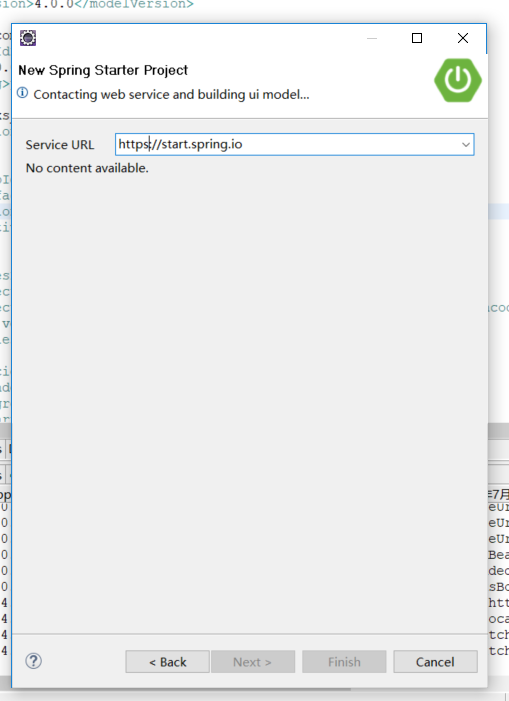 sion>4.0.0</modelVersion>
New Spring Starter Project
Contacting web service and building ui model...
Service URL
https://start.spring.io
No content available.
< Back
Next >
Finish
Cancel